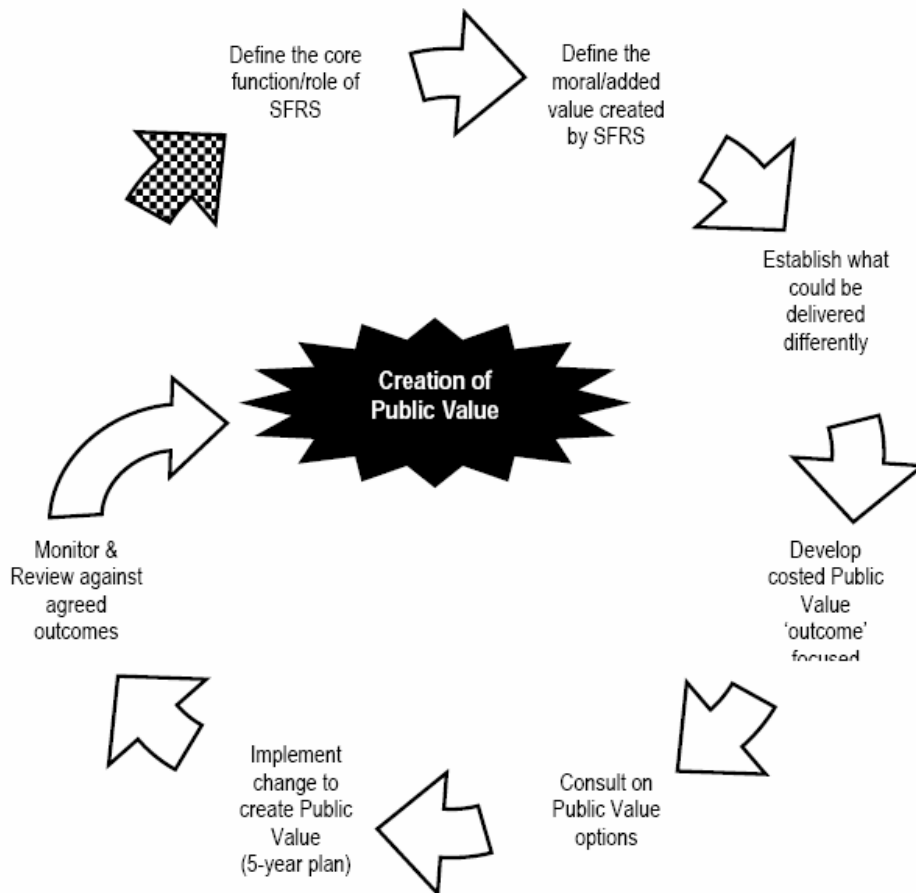 Define the core
function/role of
SFRS
Define the
moral/added
value created
by SFRS
Establish what
could be
delivered
differently
Develop
costed Public
Value
‘outcome’
focused
Consult on
Public Value
options
Implement
change to
create Public
Value
(5-year plan)
Monitor &
Review against
agreed
outcomes
Creation of
Public Value